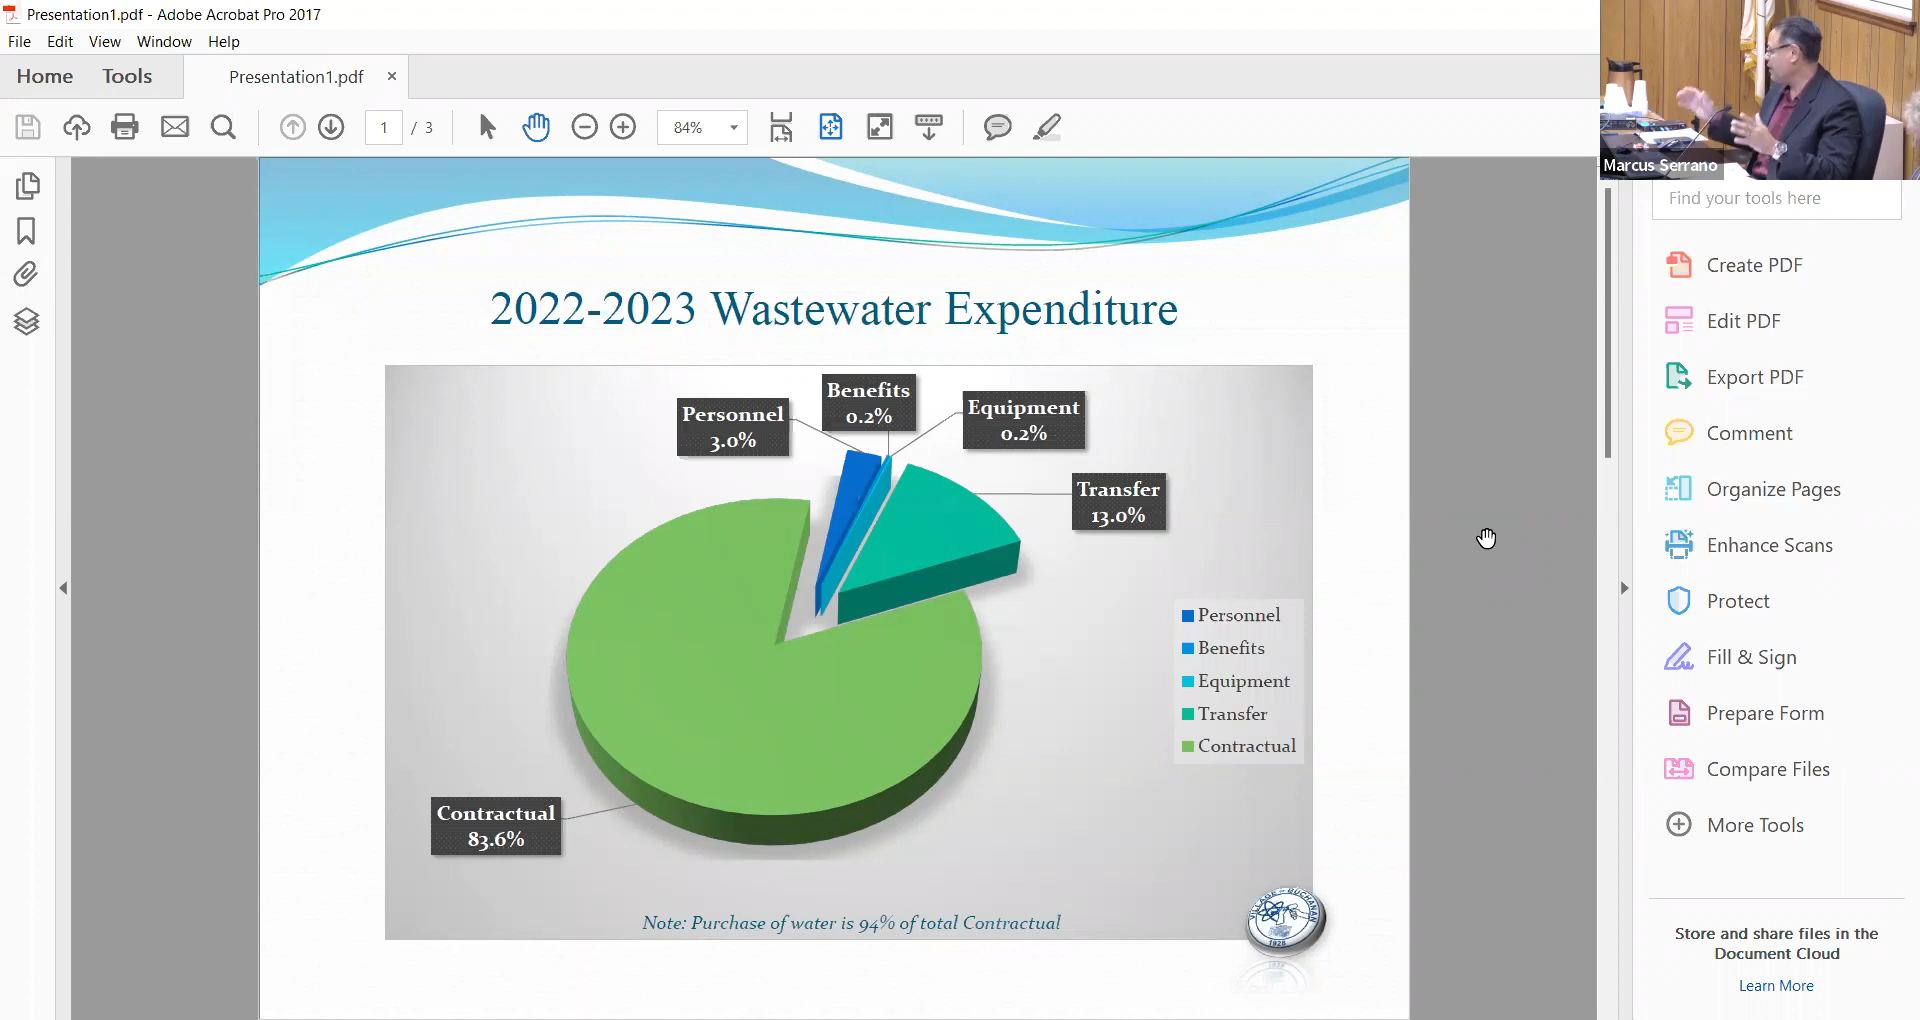 Presentation1.pdf - Adobe Acrobat Pro 2017
File Edit View Window Help
Home Tools Presentation1.pdf ×
1 / 3 84%
Marcus Serrano
Find your tools here
Create PDF
Edit PDF
Export PDF
Comment
Organize Pages
Enhance Scans
Protect
Fill & Sign
Prepare Form
Compare Files
More Tools
Store and share files in the
Document Cloud
Learn More
2022-2023 Wastewater Expenditure
Personnel
3.0%
Benefits
0.2%
Equipment
0.2%
Transfer
13.0%
Contractual
83.6%
Personnel
Benefits
Equipment
Transfer
Contractual
Note: Purchase of water is 94% of total Contractual
VILLAGE OF BUCHANAN
1928